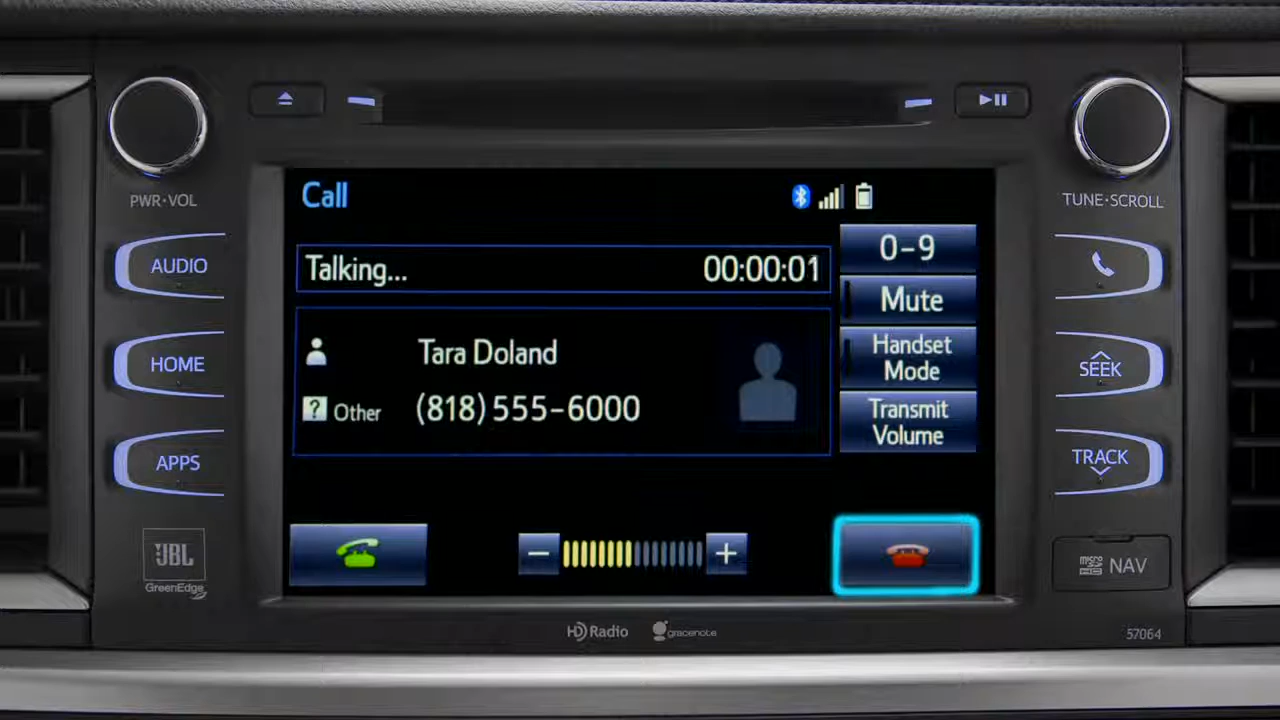 PWR·VOL
TUNE·SCROLL
AUDIO
HOME
APPS
JBL
GreenEdge
Call
Talking... 00:00:01
Tara Doland
? Other (818) 555-6000
0-9
Mute
Handset
Mode
Transmit
Volume
− +
SEEK
TRACK
micro
NAV
HD Radio
gracenote
57064